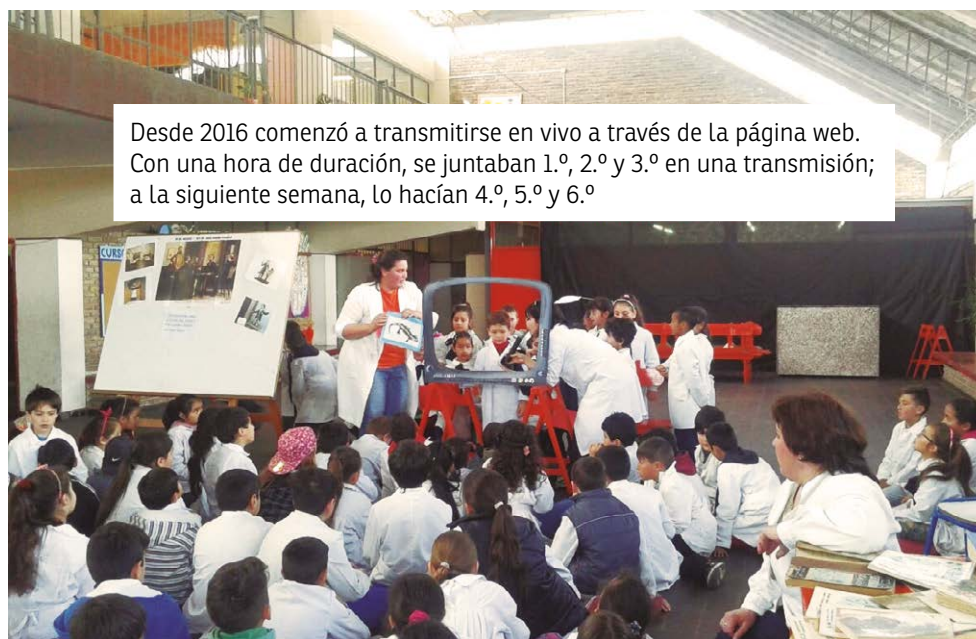 Desde 2016 comenzó a transmitirse en vivo a través de la página web.
Con una hora de duración, se juntaban 1.º, 2.º y 3.º en una transmisión;
a la siguiente semana, lo hacían 4.º, 5.º y 6.º